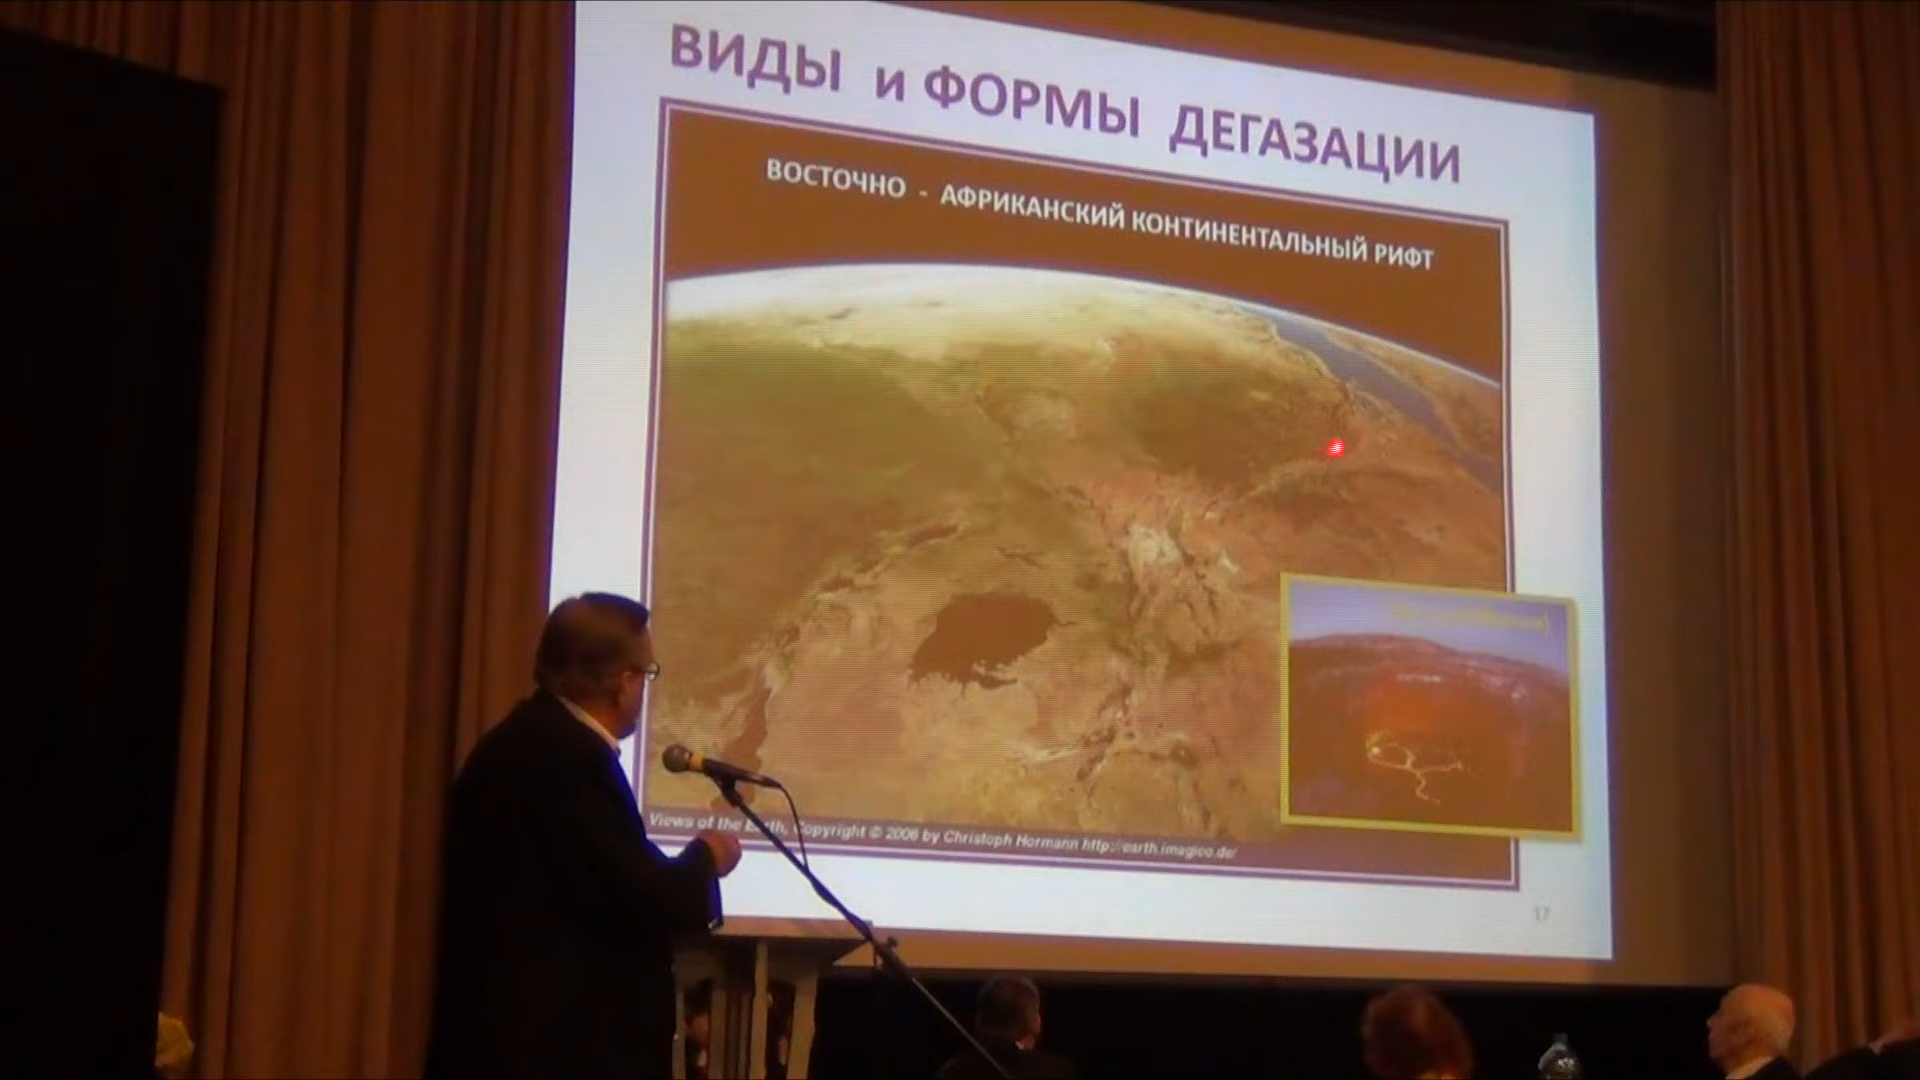 ВИДЫ и ФОРМЫ ДЕГАЗАЦИИ
ВОСТОЧНО - АФРИКАНСКИЙ КОНТИНЕНТАЛЬНЫЙ РИФТ
Views of the Earth, Copyright © 2006 by Christoph Hormann http://earth.imagico.de/
17